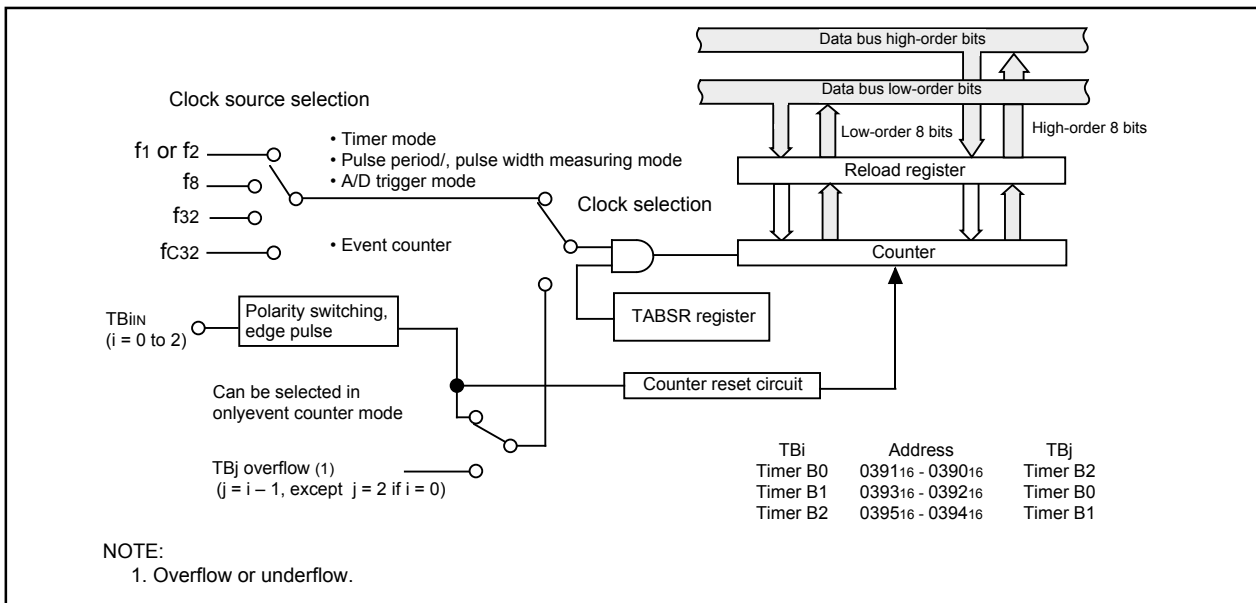 Data bus high-order bits
Data bus low-order bits
Clock source selection
• Timer mode
• Pulse period/, pulse width measuring mode
• A/D trigger mode
Low-order 8 bits
High-order 8 bits
f1 or f2
f8
f32
fC32
Reload register
Clock selection
• Event counter
Counter
TBiIN
(i = 0 to 2)
Polarity switching,
edge pulse
TABSR register
Can be selected in
onlyevent counter mode
Counter reset circuit
TBj overflow (1)
(j = i – 1, except j = 2 if i = 0)
TBi Address TBj
Timer B0 039116 - 039016 Timer B2
Timer B1 039316 - 039216 Timer B0
Timer B2 039516 - 039416 Timer B1
NOTE:
1. Overflow or underflow.